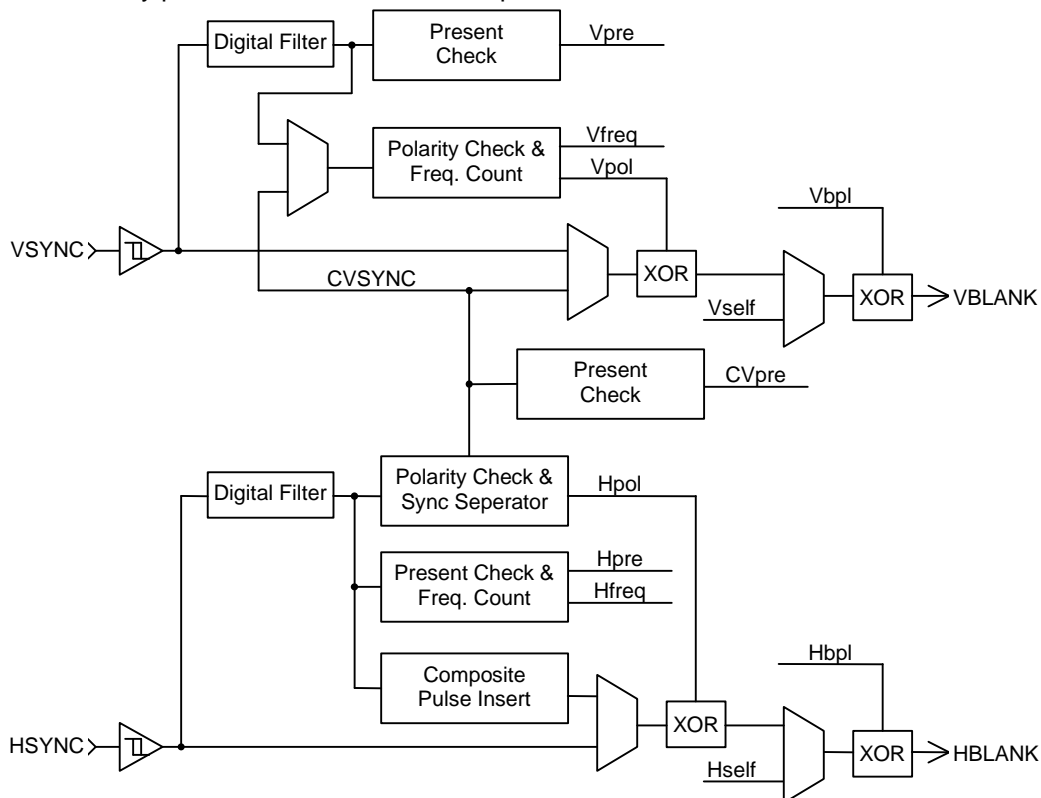 Digital Filter
Present
Check
Vpre
Polarity Check &
Freq. Count
Vfreq
Vpol
Vbpl
VSYNC
CVSYNC
XOR
Vself
XOR
VBLANK
Present
Check
CVpre
Digital Filter
Polarity Check &
Sync Seperator
Hpol
Present Check &
Freq. Count
Hpre
Hfreq
Composite
Pulse Insert
Hbpl
HSYNC
XOR
Hself
XOR
HBLANK